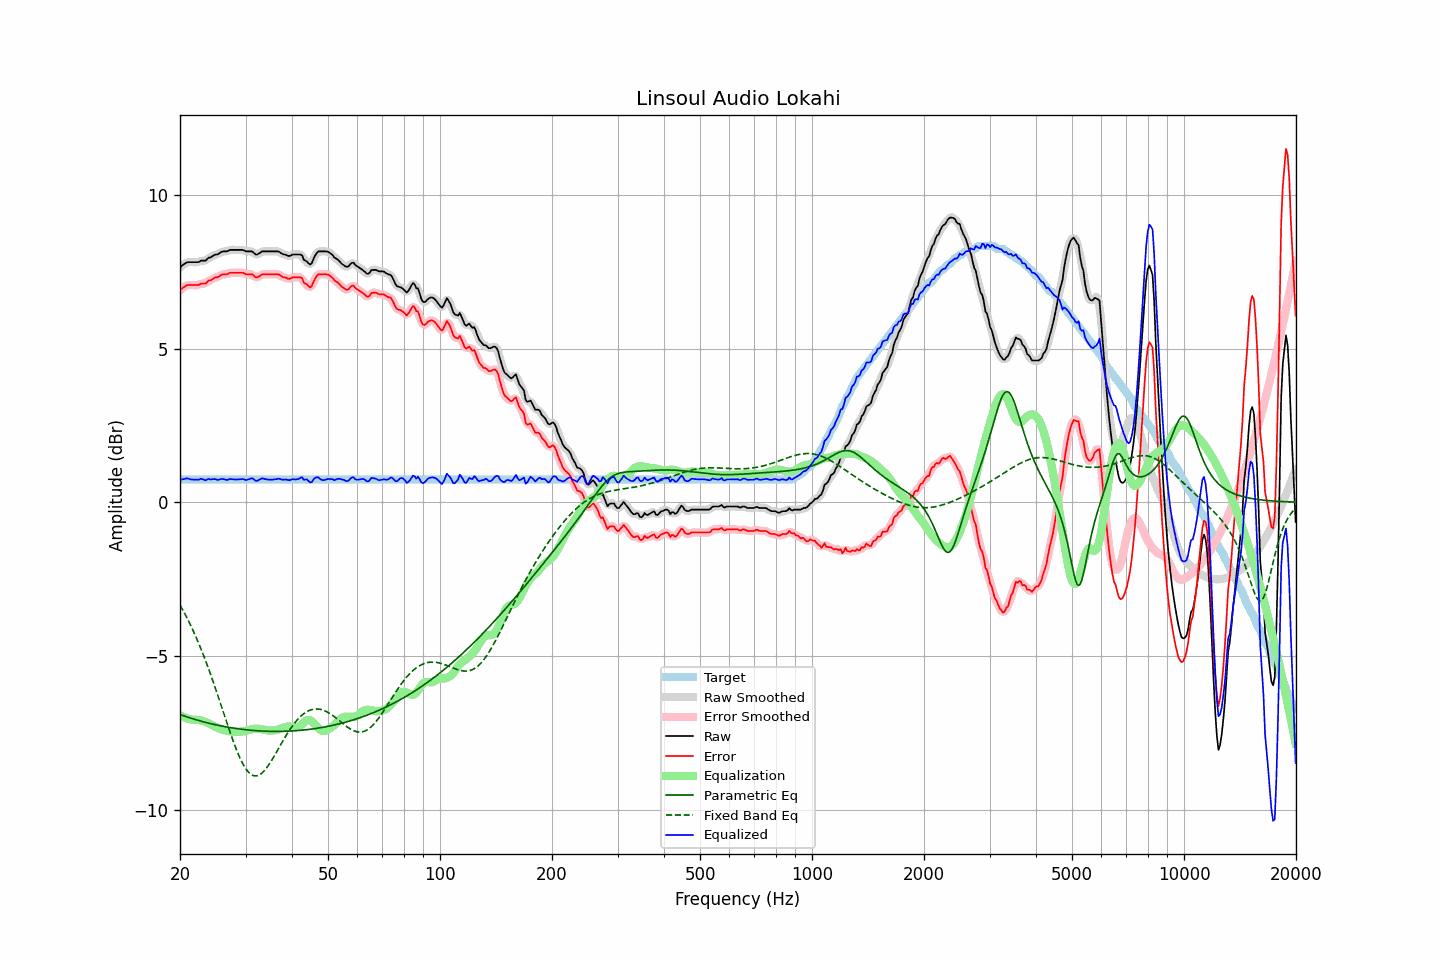 Linsoul Audio Lokahi
Amplitude (dBr)
10
5
0
−5
−10
Target
Raw Smoothed
Error Smoothed
Raw
Error
Equalization
Parametric Eq
Fixed Band Eq
Equalized
20 50 100 200 500 1000 2000 5000 10000 20000
Frequency (Hz)